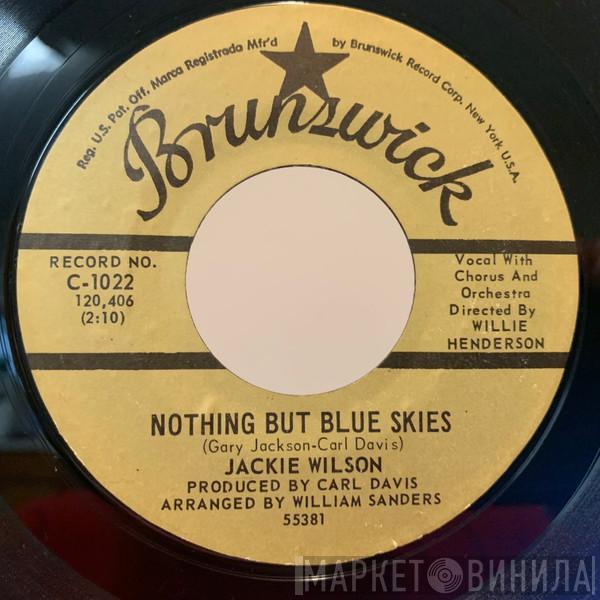 Reg. U.S. Pat. Off. Marca Registrada Mfr'd by Brunswick Record Corp. New York, U.S.A.
Brunswick
RECORD NO.
C-1022
120,406
(2:10)
Vocal With
Chorus And
Orchestra
Directed By
WILLIE
HENDERSON
NOTHING BUT BLUE SKIES
(Gary Jackson-Carl Davis)
JACKIE WILSON
PRODUCED BY CARL DAVIS
ARRANGED BY WILLIAM SANDERS
55381
МАРКЕТ ВИНИЛА